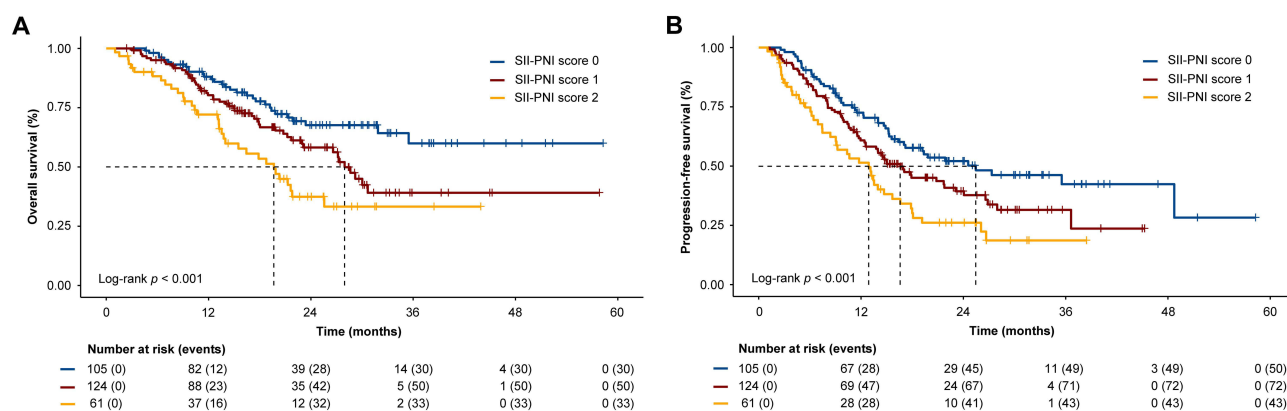 A
Overall survival (%)
1.00
0.75
0.50
0.25
0.00
SII-PNI score 0
SII-PNI score 1
SII-PNI score 2
Log-rank p < 0.001
0 12 24 36 48 60
Time (months)
Number at risk (events)
105 (0) 82 (12) 39 (28) 14 (30) 4 (30) 0 (30)
124 (0) 88 (23) 35 (42) 5 (50) 1 (50) 0 (50)
61 (0) 37 (16) 12 (32) 2 (33) 0 (33) 0 (33)
B
Progression-free survival (%)
1.00
0.75
0.50
0.25
0.00
SII-PNI score 0
SII-PNI score 1
SII-PNI score 2
Log-rank p < 0.001
0 12 24 36 48 60
Time (months)
Number at risk (events)
105 (0) 67 (28) 29 (45) 11 (49) 3 (49) 0 (50)
124 (0) 69 (47) 24 (67) 4 (71) 0 (72) 0 (72)
61 (0) 28 (28) 10 (41) 1 (43) 0 (43) 0 (43)